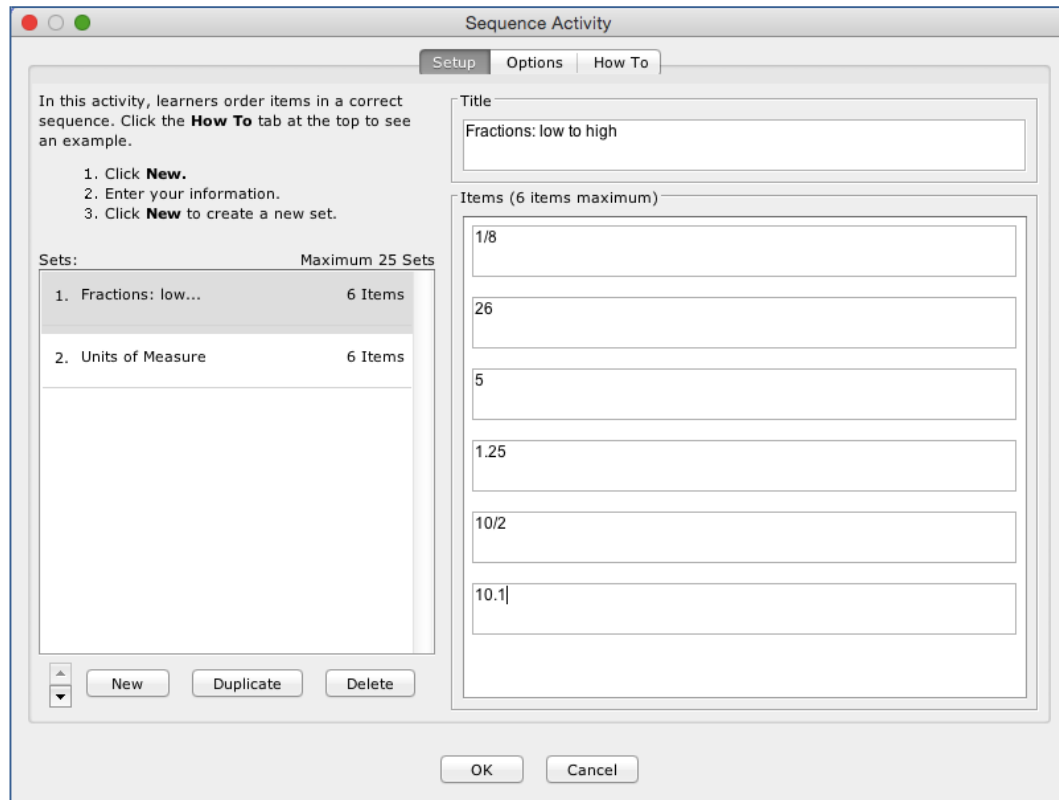 Sequence Activity
Setup Options How To
In this activity, learners order items in a correct
sequence. Click the How To tab at the top to see
an example.
1. Click New.
2. Enter your information.
3. Click New to create a new set.
Sets: Maximum 25 Sets
1. Fractions: low... 6 Items
2. Units of Measure 6 Items
New Duplicate Delete
Title
Fractions: low to high
Items (6 items maximum)
1/8
26
5
1.25
10/2
10.1
OK Cancel